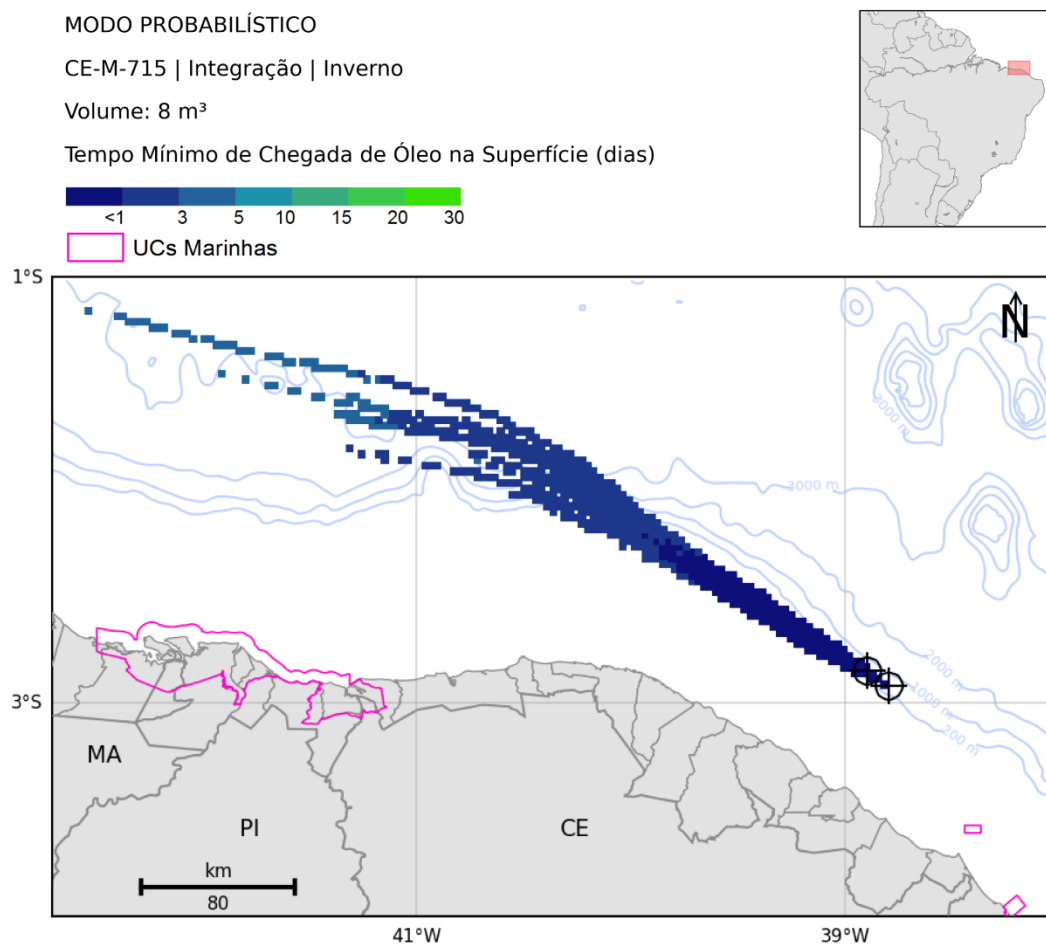 MODO PROBABILÍSTICO
CE-M-715 | Integração | Inverno
Volume: 8 m³
Tempo Mínimo de Chegada de Óleo na Superfície (dias)
<1 3 5 10 15 20 30
UCs Marinhas
1°S
N
3000 m
3000 m
2000 m
1000 m
200 m
3°S
MA
PI
CE
km
80
41°W 39°W